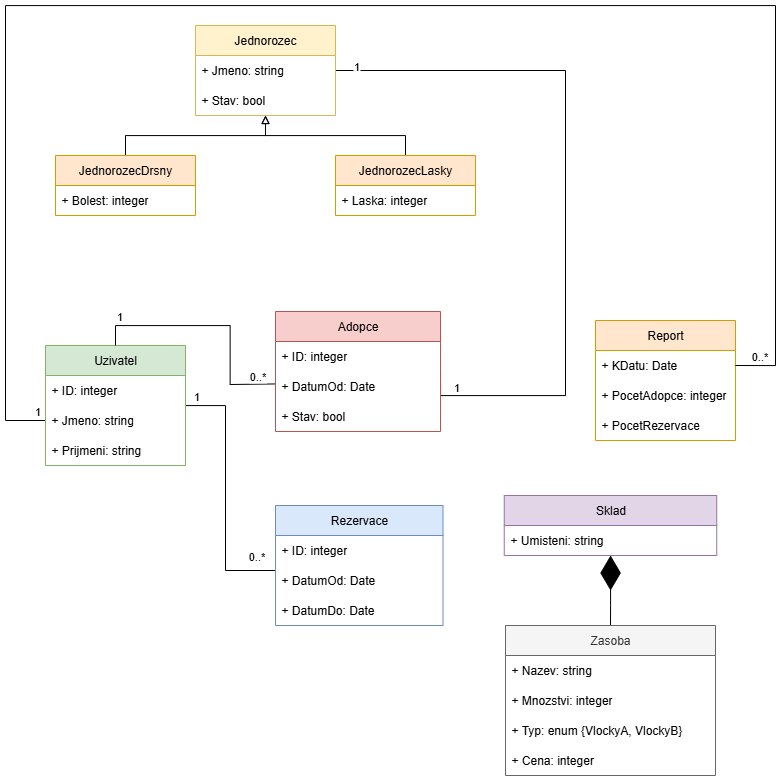 Jednorozec
+ Jmeno: string
+ Stav: bool
1
JednorozecDrsny
+ Bolest: integer
JednorozecLasky
+ Laska: integer
1
Uzivatel
+ ID: integer
+ Jmeno: string
+ Prijmeni: string
1
1
0..*
Adopce
+ ID: integer
+ DatumOd: Date
+ Stav: bool
1
Report
+ KDatu: Date
+ PocetAdopce: integer
+ PocetRezervace
0..*
0..*
Rezervace
+ ID: integer
+ DatumOd: Date
+ DatumDo: Date
Sklad
+ Umisteni: string
Zasoba
+ Nazev: string
+ Mnozstvi: integer
+ Typ: enum {VlockyA, VlockyB}
+ Cena: integer